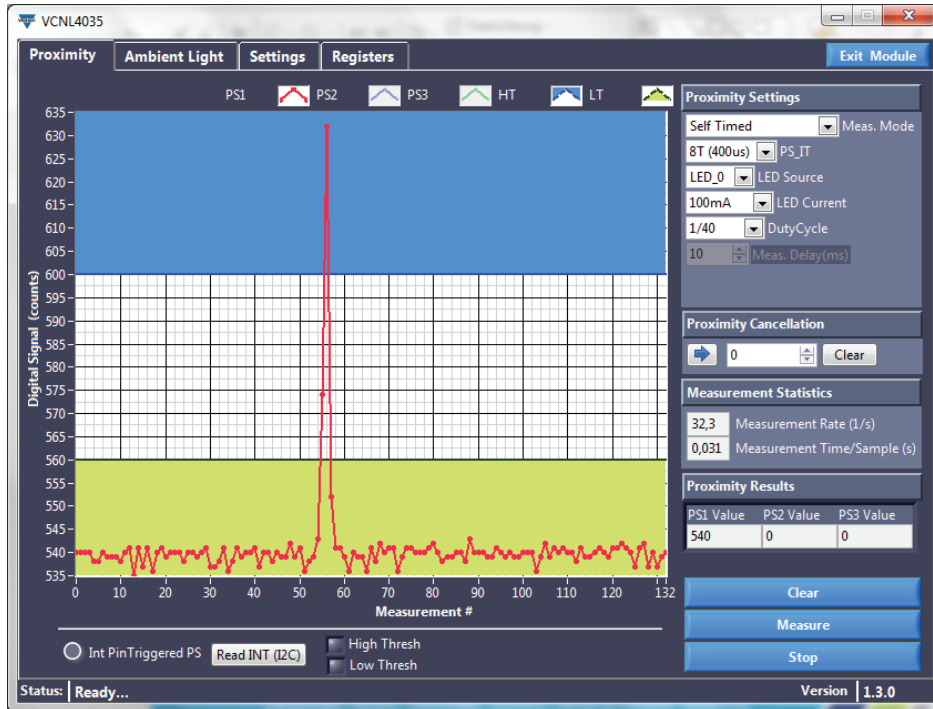 VCNL4035
Proximity
Ambient Light
Settings
Registers
Exit Module
PS1
PS2
PS3
HT
LT
635
630
625
620
615
610
605
600
595
590
585
580
575
570
565
560
555
550
545
540
535
Digital Signal (counts)
0 10 20 30 40 50 60 70 80 90 100 110 120 132
Measurement #
Int PinTriggered PS
Read INT (I2C)
High Thresh
Low Thresh
Proximity Settings
Self Timed Meas. Mode
8T (400us) PS_IT
LED_0 LED Source
100mA LED Current
1/40 DutyCycle
10 Meas. Delay(ms)
Proximity Cancellation
0 Clear
Measurement Statistics
32,3 Measurement Rate (1/s)
0,031 Measurement Time/Sample (s)
Proximity Results
PS1 Value PS2 Value PS3 Value
540 0 0
Clear
Measure
Stop
Status: Ready...
Version 1.3.0